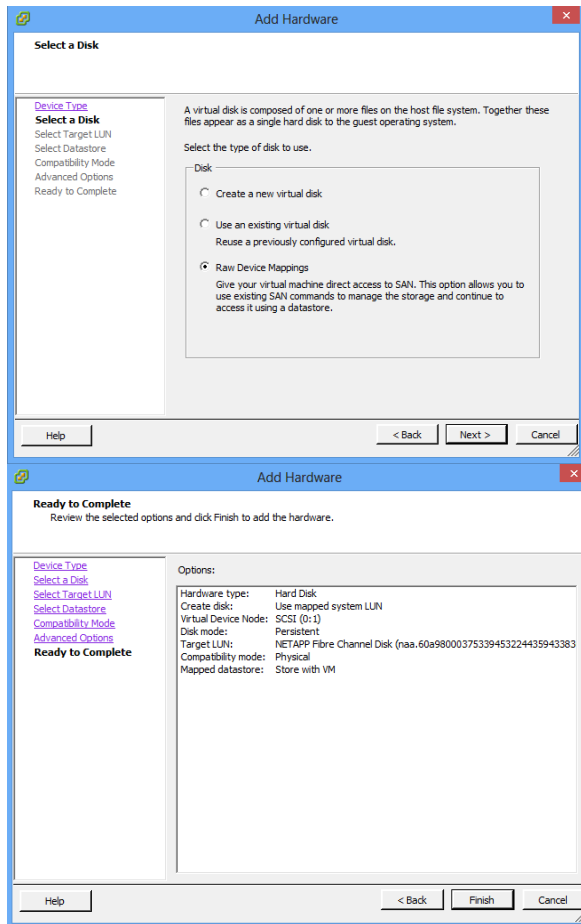 Add Hardware
Select a Disk
Device Type
Select a Disk
Select Target LUN
Select Datastore
Compatibility Mode
Advanced Options
Ready to Complete
A virtual disk is composed of one or more files on the host file system. Together these
files appear as a single hard disk to the guest operating system.
Select the type of disk to use.
Disk
Create a new virtual disk
Use an existing virtual disk
Reuse a previously configured virtual disk.
Raw Device Mappings
Give your virtual machine direct access to SAN. This option allows you to
use existing SAN commands to manage the storage and continue to
access it using a datastore.
Help
< Back
Next >
Cancel
Add Hardware
Ready to Complete
Review the selected options and click Finish to add the hardware.
Device Type
Select a Disk
Select Target LUN
Select Datastore
Compatibility Mode
Advanced Options
Ready to Complete
Options:
Hardware type: Hard Disk
Create disk: Use mapped system LUN
Virtual Device Node: SCSI (0:1)
Disk mode: Persistent
Target LUN: NETAPP Fibre Channel Disk (naa.60a98000375339453224435943383
Compatibility mode: Physical
Mapped datastore: Store with VM
Help
< Back
Finish
Cancel